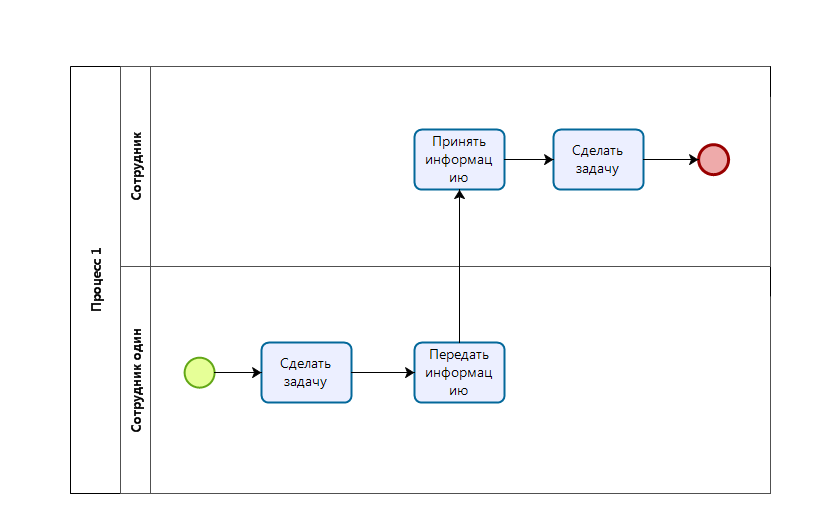 Процесс 1
Сотрудник
Принять
информац
ию
Сделать
задачу
Сотрудник один
Сделать
задачу
Передать
информац
ию